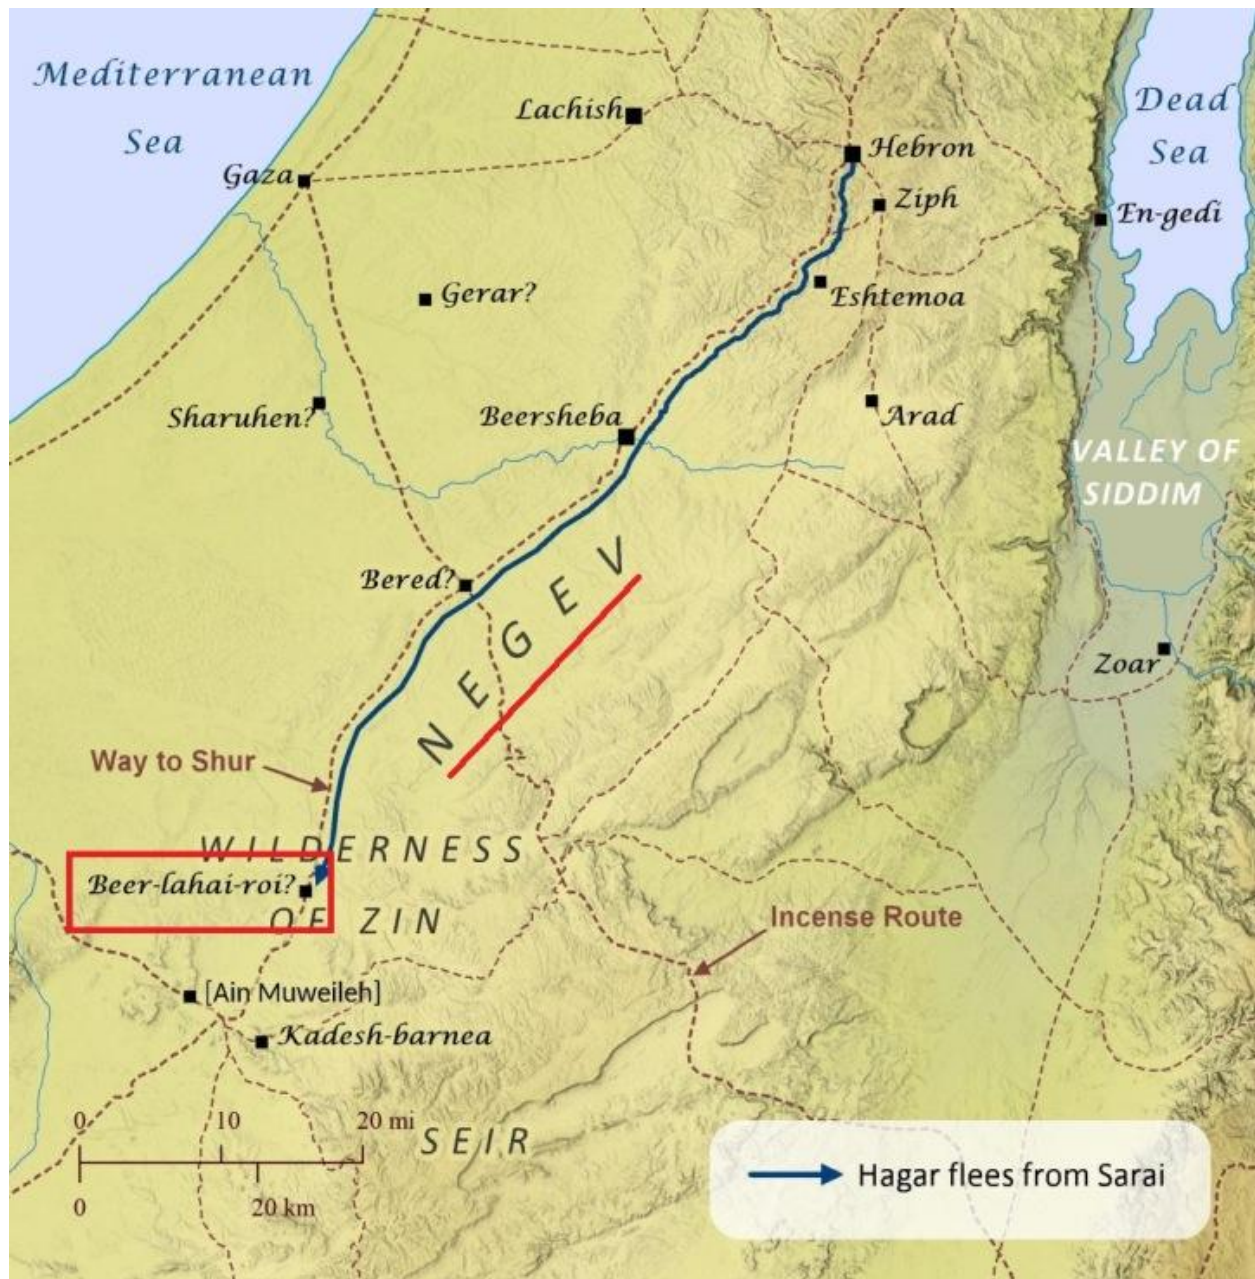 Mediterranean
Sea
Dead
Sea
Lachish
Hebron
Gaza
Ziph
En-gedi
Gerar?
Eshtemoa
Sharuhen?
Beersheba
Arad
VALLEY OF
SIDDIM
NEGEV
Bered?
Zoar
Way to Shur
WILDERNESS
Beer-lahai-roi?
OF ZIN
Incense Route
[Ain Muweileh]
Kadesh-barnea
0 10 20 mi
0 20 km
SEIR
Hagar flees from Sarai